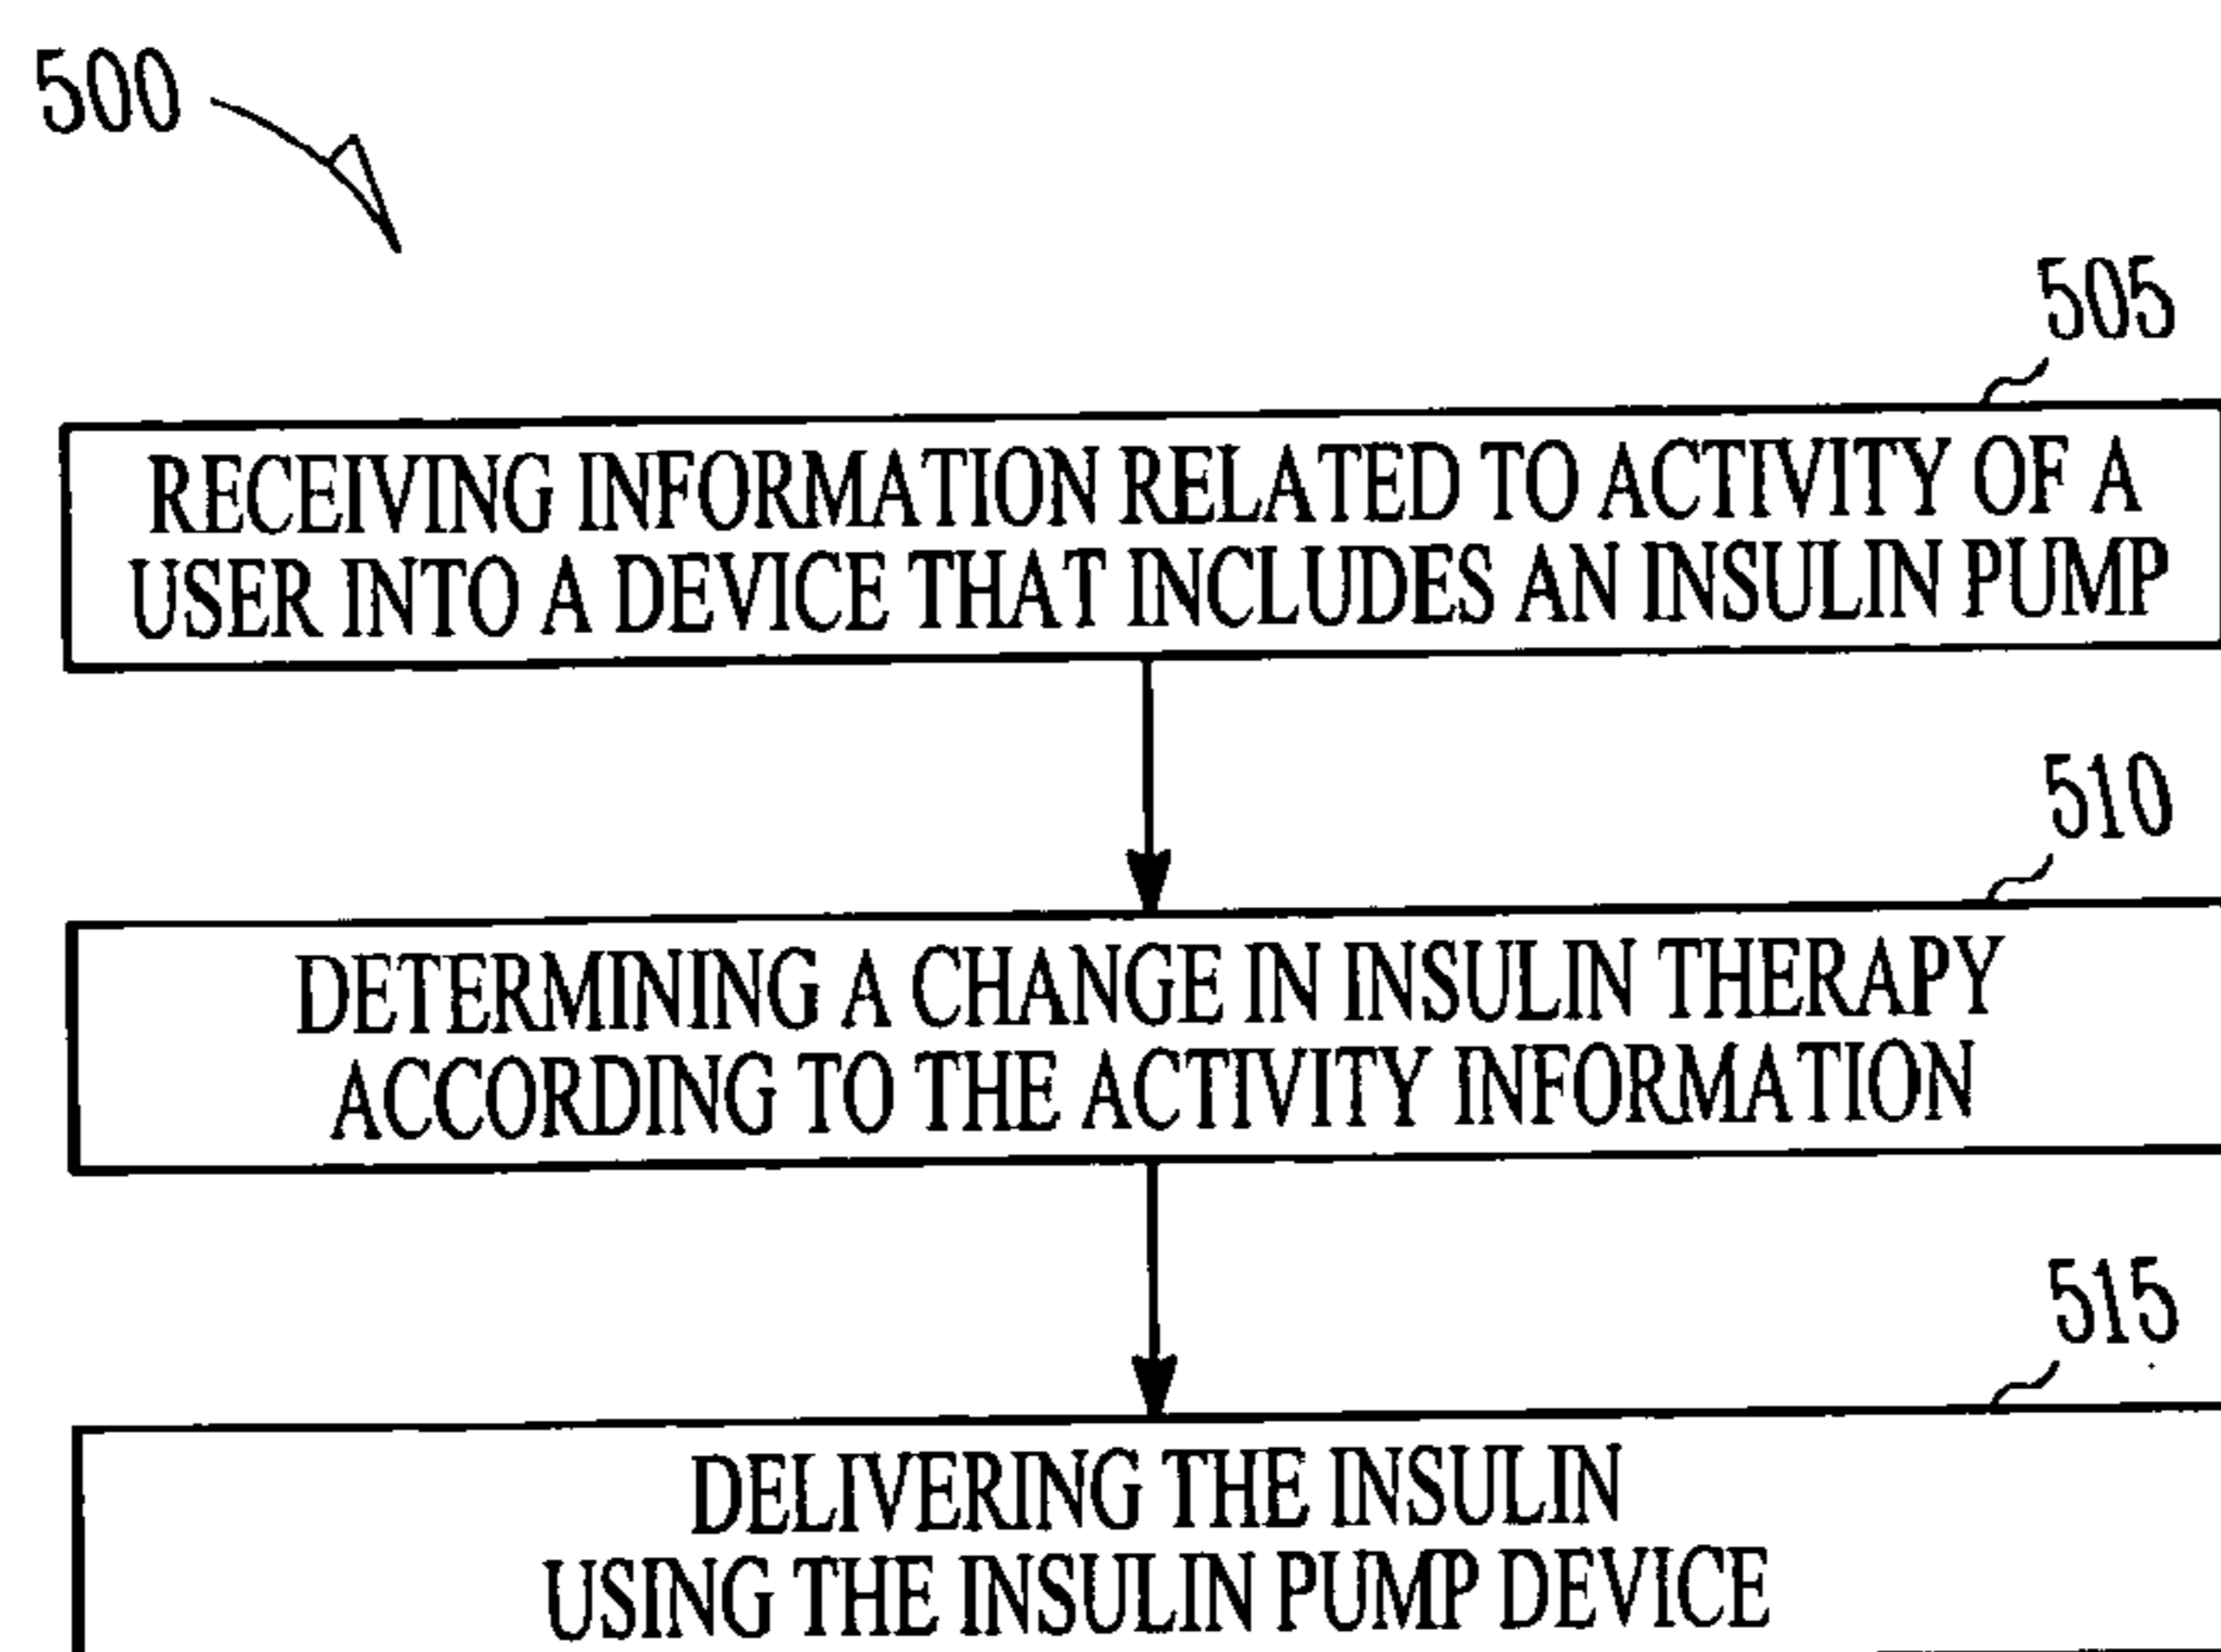 500
505
RECEIVING INFORMATION RELATED TO ACTIVITY OF A
USER INTO A DEVICE THAT INCLUDES AN INSULIN PUMP
510
DETERMINING A CHANGE IN INSULIN THERAPY
ACCORDING TO THE ACTIVITY INFORMATION
515
DELIVERING THE INSULIN
USING THE INSULIN PUMP DEVICE